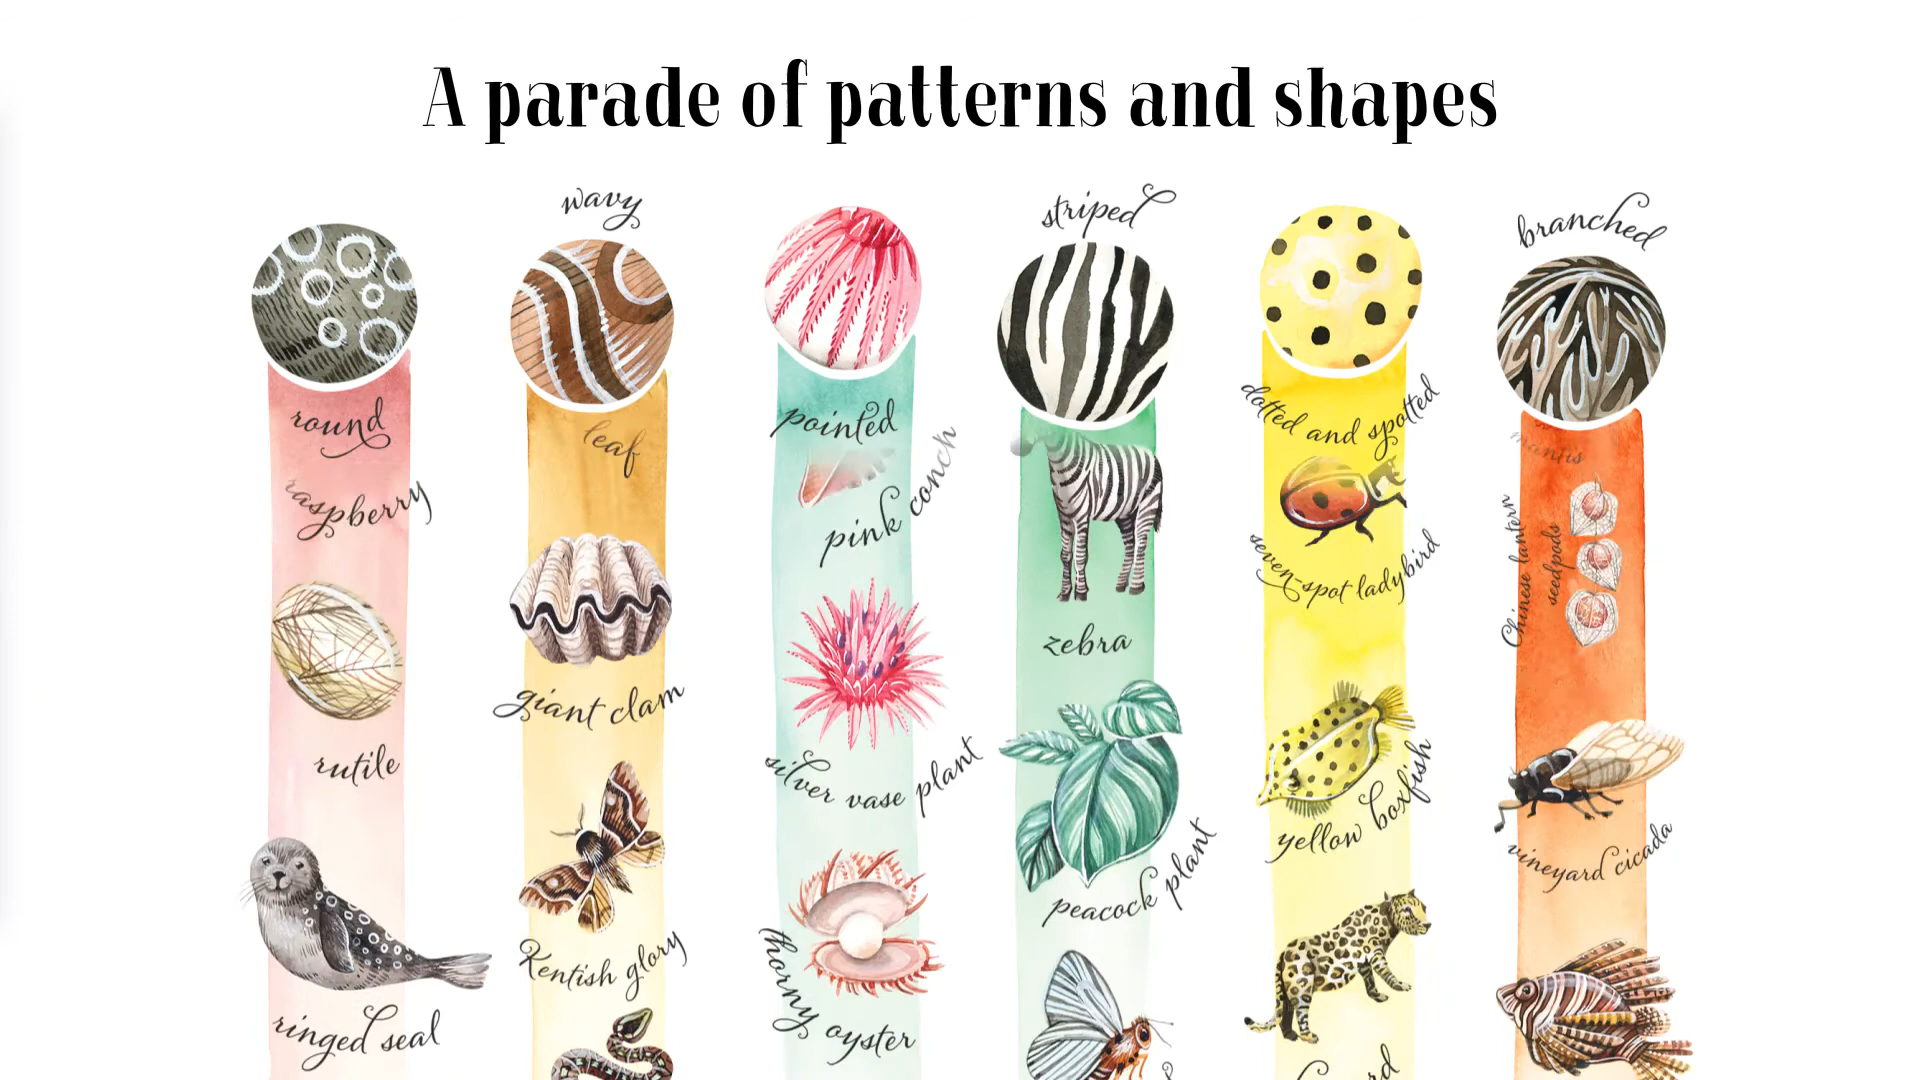 A parade of patterns and shapes
round
raspberry
rutile
ringed seal
wavy
leaf
giant clam
Kentish glory
pointed
pink conch
silver vase plant
thorny oyster
striped
zebra
peacock plant
dotted and spotted
seven-spot ladybird
yellow boxfish
branched
mantis
Chinese lantern
seedpods
vineyard cicada